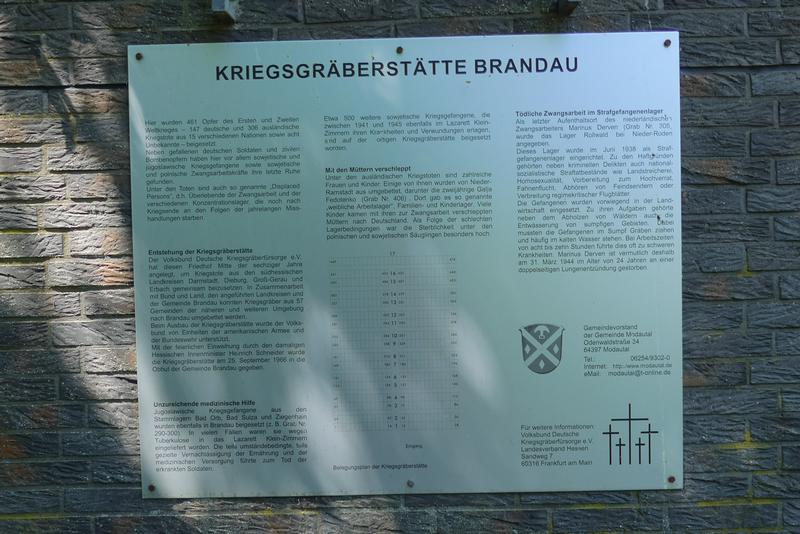 KRIEGSGRÄBERSTÄTTE BRANDAU
Hier wurden 461 Opfer des Ersten und Zweiten
Weltkrieges – 147 deutsche und 306 ausländische
Kriegstote aus 15 verschiedenen Nationen sowie acht
Unbekannte – beigesetzt.
Neben gefallenen deutschen Soldaten und zivilen
Bombenopfern haben hier vor allem sowjetische und
jugoslawische Kriegsgefangene sowie sowjetische
und polnische Zwangsarbeitskräfte ihre letzte Ruhe
gefunden.
Unter den Toten sind auch so genannte „Displaced
Persons", d.h. Überlebende der Zwangsarbeit und der
verschiedenen Konzentrationslager, die noch nach
Kriegsende an den Folgen der jahrelangen Miss-
handlungen starben.
Entstehung der Kriegsgräberstätte
Der Volksbund Deutsche Kriegsgräberfürsorge e.V.
hat diesen Friedhof Mitte der sechziger Jahre
angelegt, um Kriegstote aus den südhessischen
Landkreisen Darmstadt, Dieburg, Groß-Gerau und
Erbach gemeinsam beizusetzen. In Zusammenarbeit
mit Bund und Land, den angeführten Landkreisen und
der Gemeinde Brandau konnten Kriegsgräber aus 57
Gemeinden der näheren und weiteren Umgebung
nach Brandau umgebettet werden.
Beim Ausbau der Kriegsgräberstätte wurde der Volks-
bund von Einheiten der amerikanischen Armee und
der Bundeswehr unterstützt.
Mit der feierlichen Einweihung durch den damaligen
Hessischen Innenminister Heinrich Schneider wurde
die Kriegsgräberstätte am 25. September 1966 in die
Obhut der Gemeinde Brandau gegeben.
Unzureichende medizinische Hilfe
Jugoslawische Kriegsgefangene aus den
Stammlagern Bad Orb, Bad Sulza und Ziegenhain
wurden ebenfalls in Brandau beigesetzt (z. B. Grab Nr.
290-300). In vielen Fällen waren sie wegen
Tuberkulose in das Lazarett Klein-Zimmern
eingeliefert worden. Die teils umständebedingte, teils
gezielte Vernachlässigung der Ernährung und der
medizinischen Versorgung führte zum Tod der
erkrankten Soldaten.
Etwa 500 weitere sowjetische Kriegsgefangene, die
zwischen 1941 und 1945 ebenfalls im Lazarett Klein-
Zimmern ihren Krankheiten und Verwundungen erlagen,
sind auf der ortigen Kriegsgräberstätte beigesetzt
worden.
Mit den Müttern verschleppt
Unter den ausländischen Kriegstoten sind zahlreiche
Frauen und Kinder. Einige von ihnen wurden von Nieder-
Ramstadt aus umgebettet, darunter die zweijährige Galja
Fedotenko (Grab Nr. 406). Dort gab es so genannte
„weibliche Arbeitslager", Familien- und Kinderlager. Viele
Kinder kamen mit ihren zur Zwangsarbeit verschleppten
Müttern nach Deutschland. Als Folge der schlechten
Lagerbedingungen war die Sterblichkeit unter den
polnischen und sowjetischen Säuglingen besonders hoch.
17
16
15
14
13
12
11
10
9
8
7
6
5
4
3
2
1
Eingang
Belegungsplan der Kriegsgräberstätte
Tödliche Zwangsarbeit im Strafgefangenenlager
Als letzter Aufenthaltsort des niederländischen
Zwangsarbeiters Marinus Derven (Grab Nr. 305)
wurde das Lager Rollwald bei Nieder-Roden
angegeben.
Dieses Lager wurde im Juni 1938 als Straf-
gefangenenlager eingerichtet. Zu den Haftgründen
gehörten neben kriminellen Delikten auch national-
sozialistische Straftatbestände wie Landstreicherei,
Homosexualität, Vorbereitung zum Hochverrat,
Fahnenflucht, Abhören von Feindsendern oder
Verbreitung regimekritischer Flugblätter.
Die Gefangenen wurden vorwiegend in der Land-
wirtschaft eingesetzt. Zu ihren Aufgaben gehörte
neben dem Abholzen von Wäldern auch die
Entwässerung von sumpfigen Gebieten. Dabei
mussten die Gefangenen im Sumpf Gräben ziehen
und häufig im kalten Wasser stehen. Bei Arbeitszeiten
von acht bis zehn Stunden führte dies oft zu schweren
Krankheiten. Marinus Derven ist vermutlich deshalb
am 31. März 1944 im Alter von 24 Jahren an einer
doppelseitigen Lungenentzündung gestorben.
Gemeindevorstand
der Gemeinde Modautal
Odenwaldstraße 34
64397 Modautal
Tel.: 06254/9302-0
Internet: http://www.modautal.de
eMail: modautal@t-online.de
Für weitere Informationen:
Volksbund Deutsche
Kriegsgräberfürsorge e.V.
Landesverband Hessen
Sandweg 7
60316 Frankfurt am Main